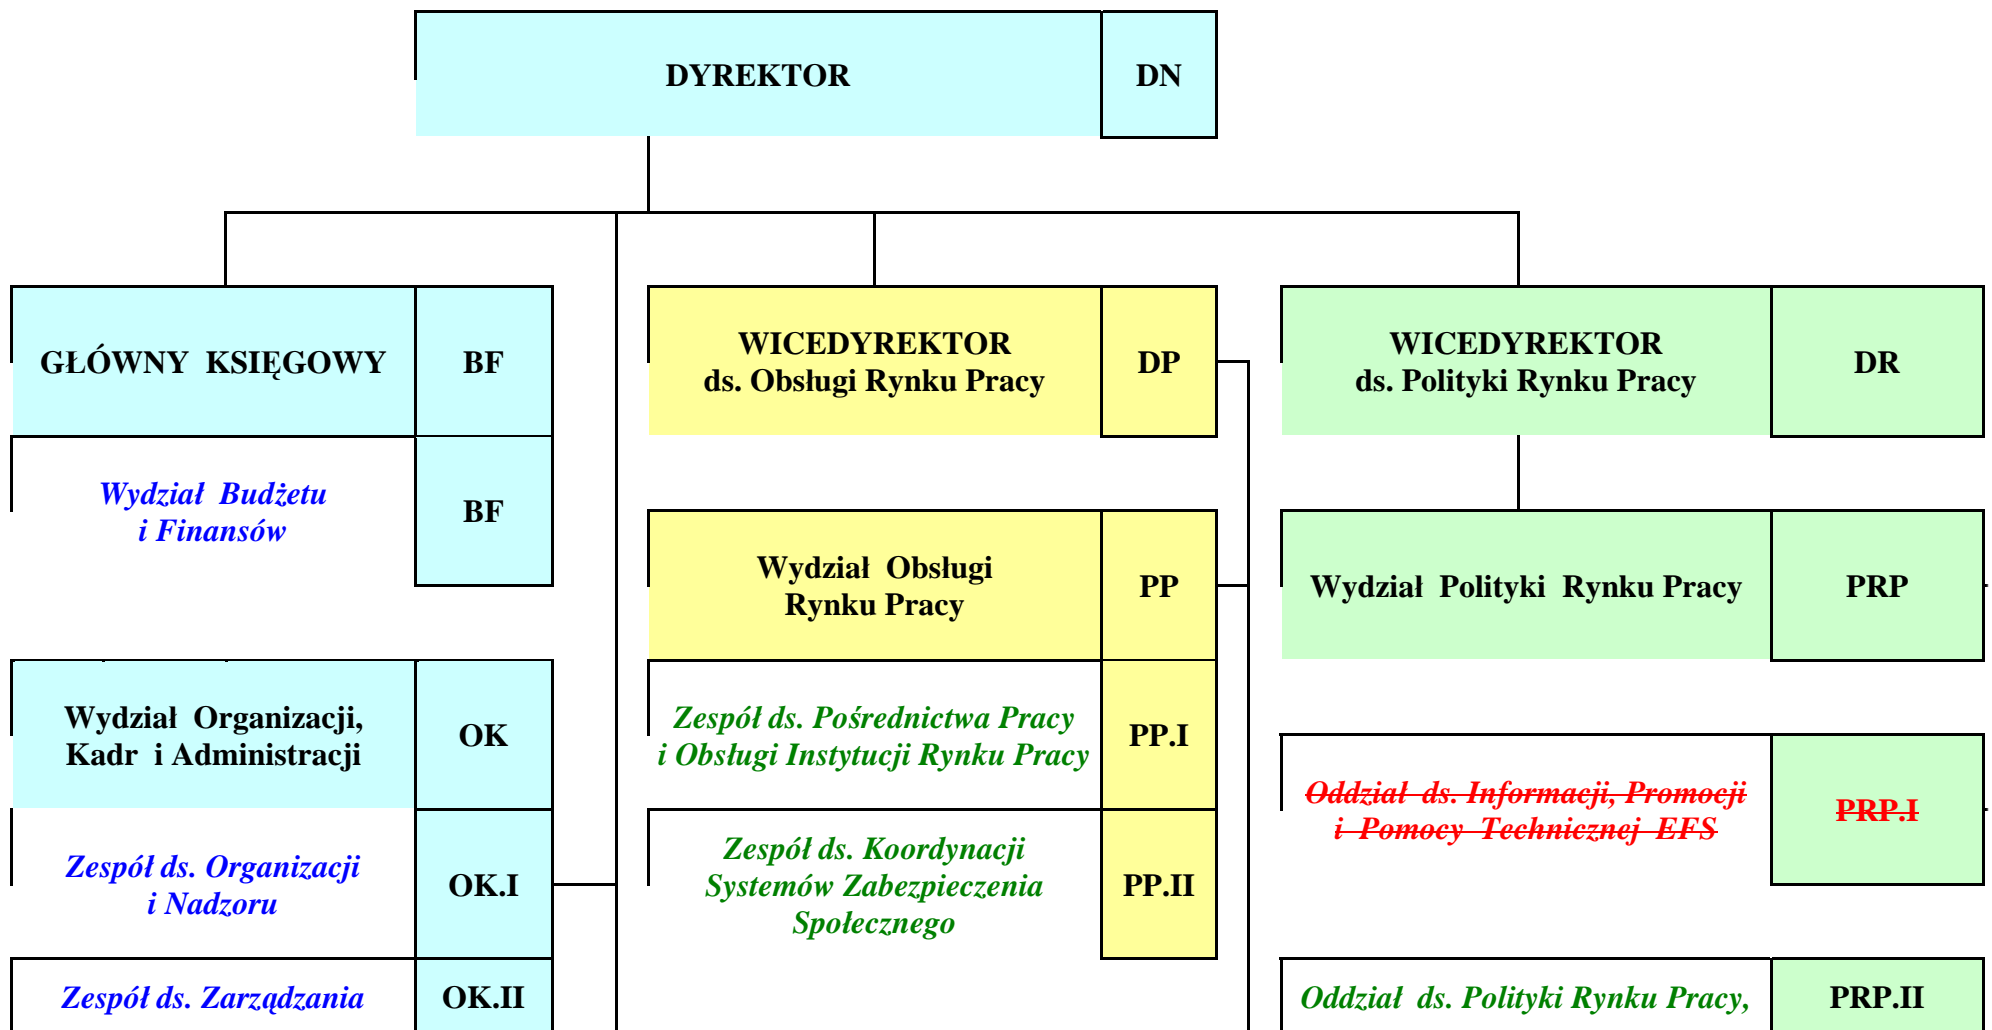 DYREKTOR
DN
GŁÓWNY KSIĘGOWY
BF
WICEDYREKTOR
ds. Obsługi Rynku Pracy
DP
WICEDYREKTOR
ds. Polityki Rynku Pracy
DR
Wydział Budżetu
i Finansów
BF
Wydział Obsługi
Rynku Pracy
PP
Wydział Polityki Rynku Pracy
PRP
Wydział Organizacji,
Kadr i Administracji
OK
Zespół ds. Pośrednictwa Pracy
i Obsługi Instytucji Rynku Pracy
PP.I
Oddział ds. Informacji, Promocji
i Pomocy Technicznej EFS
PRP.I
Zespół ds. Organizacji
i Nadzoru
OK.I
Zespół ds. Koordynacji
Systemów Zabezpieczenia
Społecznego
PP.II
Zespół ds. Zarządzania
OK.II
Oddział ds. Polityki Rynku Pracy,
PRP.II